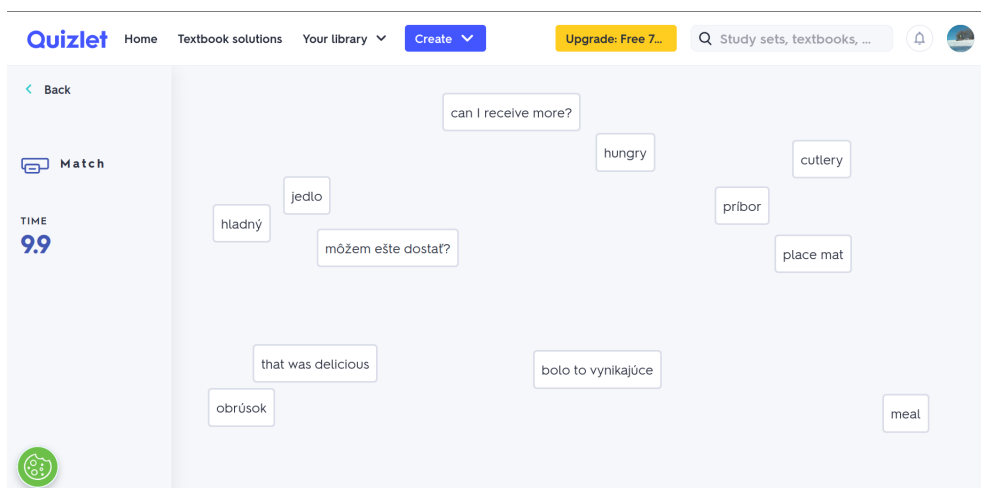 Quizlet Home Textbook solutions Your library Create Upgrade: Free 7... Study sets, textbooks, ...
Back
Match
TIME
9.9
can I receive more?
hungry
cutlery
jedlo
príbor
hladný
môžem ešte dostať?
place mat
that was delicious
bolo to vynikajúce
obrúsok
meal